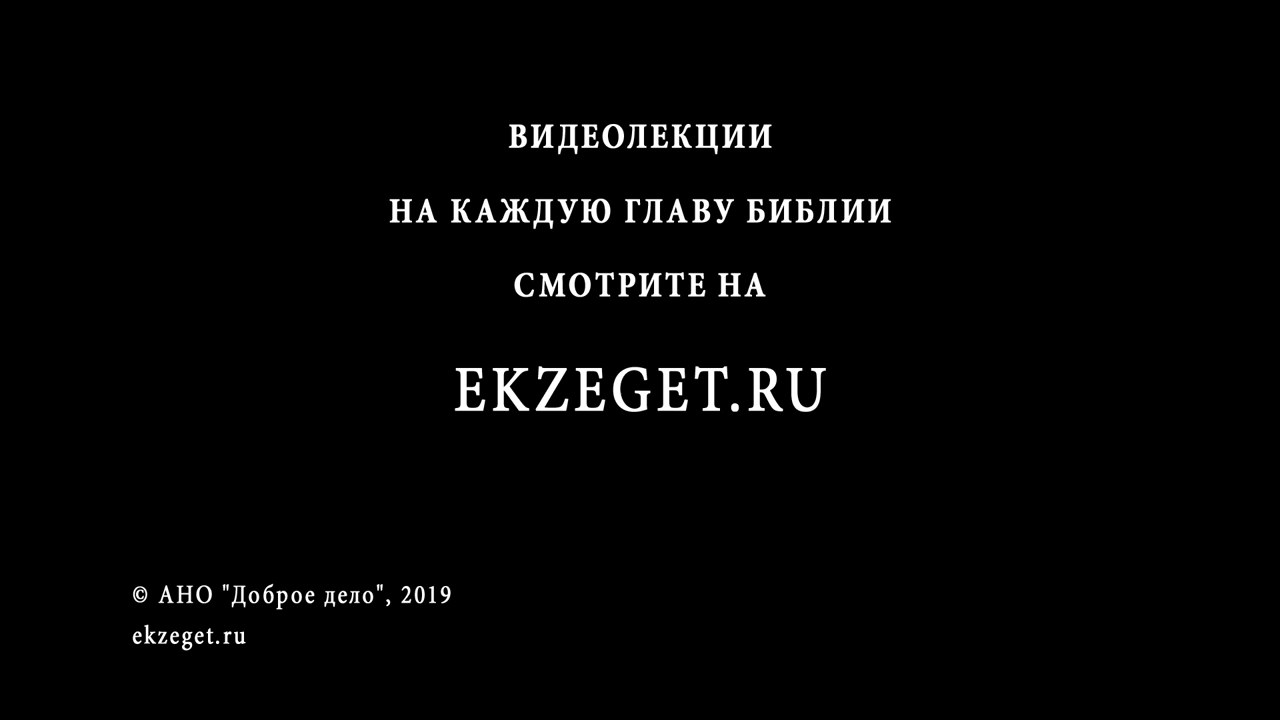 ВИДЕОЛЕКЦИИ
НА КАЖДУЮ ГЛАВУ БИБЛИИ
СМОТРИТЕ НА
EKZEGET.RU
© АНО "Доброе дело", 2019
ekzeget.ru